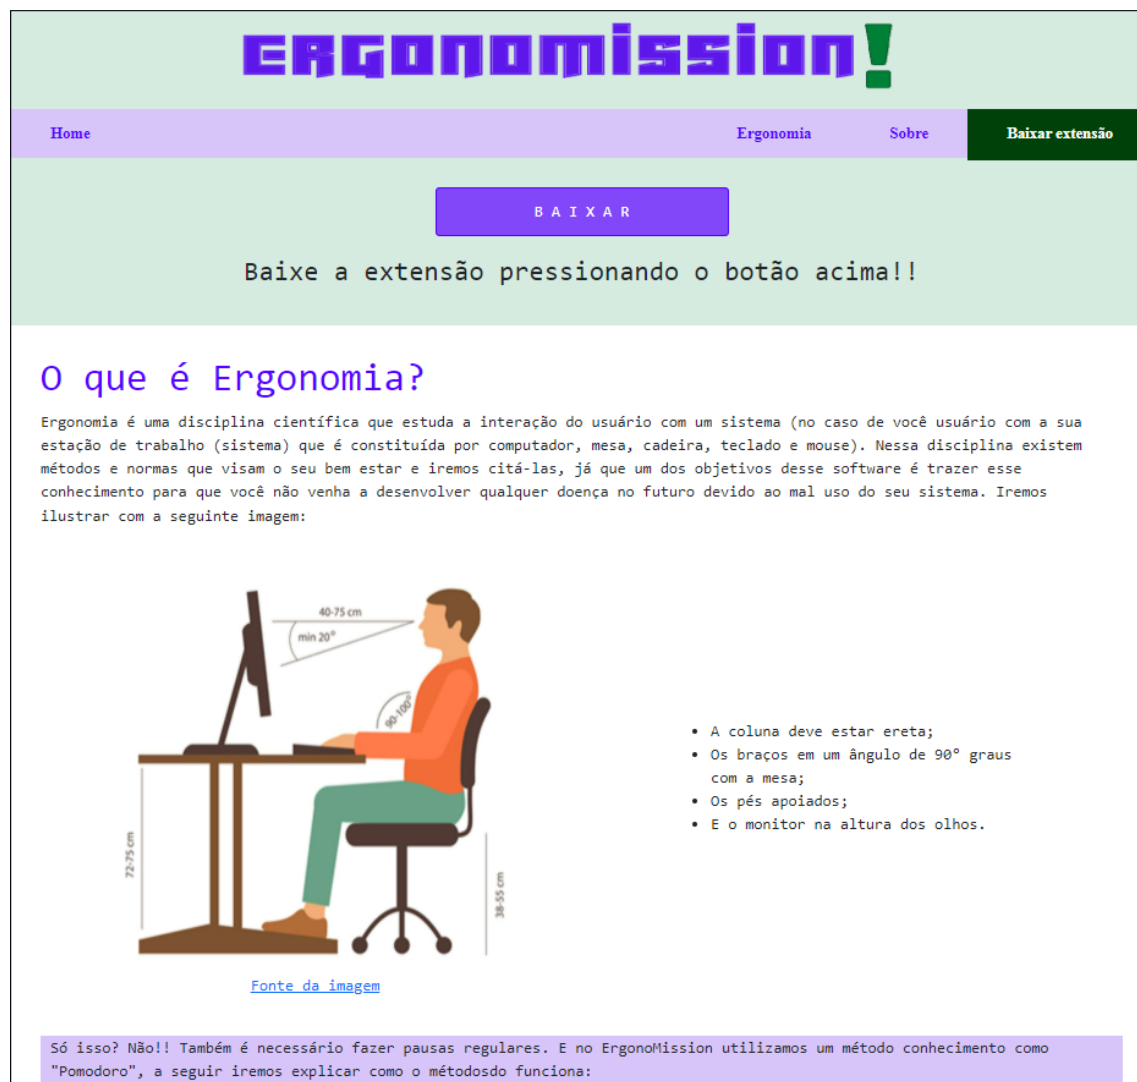 ERGONOMISSION!
Home
Ergonomia
Sobre
Baixar extensão
BAIXAR
Baixe a extensão pressionando o botão acima!!
O que é Ergonomia?
Ergonomia é uma disciplina científica que estuda a interação do usuário com um sistema (no caso de você usuário com a sua
estação de trabalho (sistema) que é constituída por computador, mesa, cadeira, teclado e mouse). Nessa disciplina existem
métodos e normas que visam o seu bem estar e iremos citá-las, já que um dos objetivos desse software é trazer esse
conhecimento para que você não venha a desenvolver qualquer doença no futuro devido ao mal uso do seu sistema. Iremos
ilustrar com a seguinte imagem:
40-75 cm
min 20°
90-100°
72-75 cm
38-55 cm
• A coluna deve estar ereta;
• Os braços em um ângulo de 90° graus
com a mesa;
• Os pés apoiados;
• E o monitor na altura dos olhos.
Fonte da imagem
Só isso? Não!! Também é necessário fazer pausas regulares. E no ErgonoMission utilizamos um método conhecimento como
"Pomodoro", a seguir iremos explicar como o métodosdo funciona: